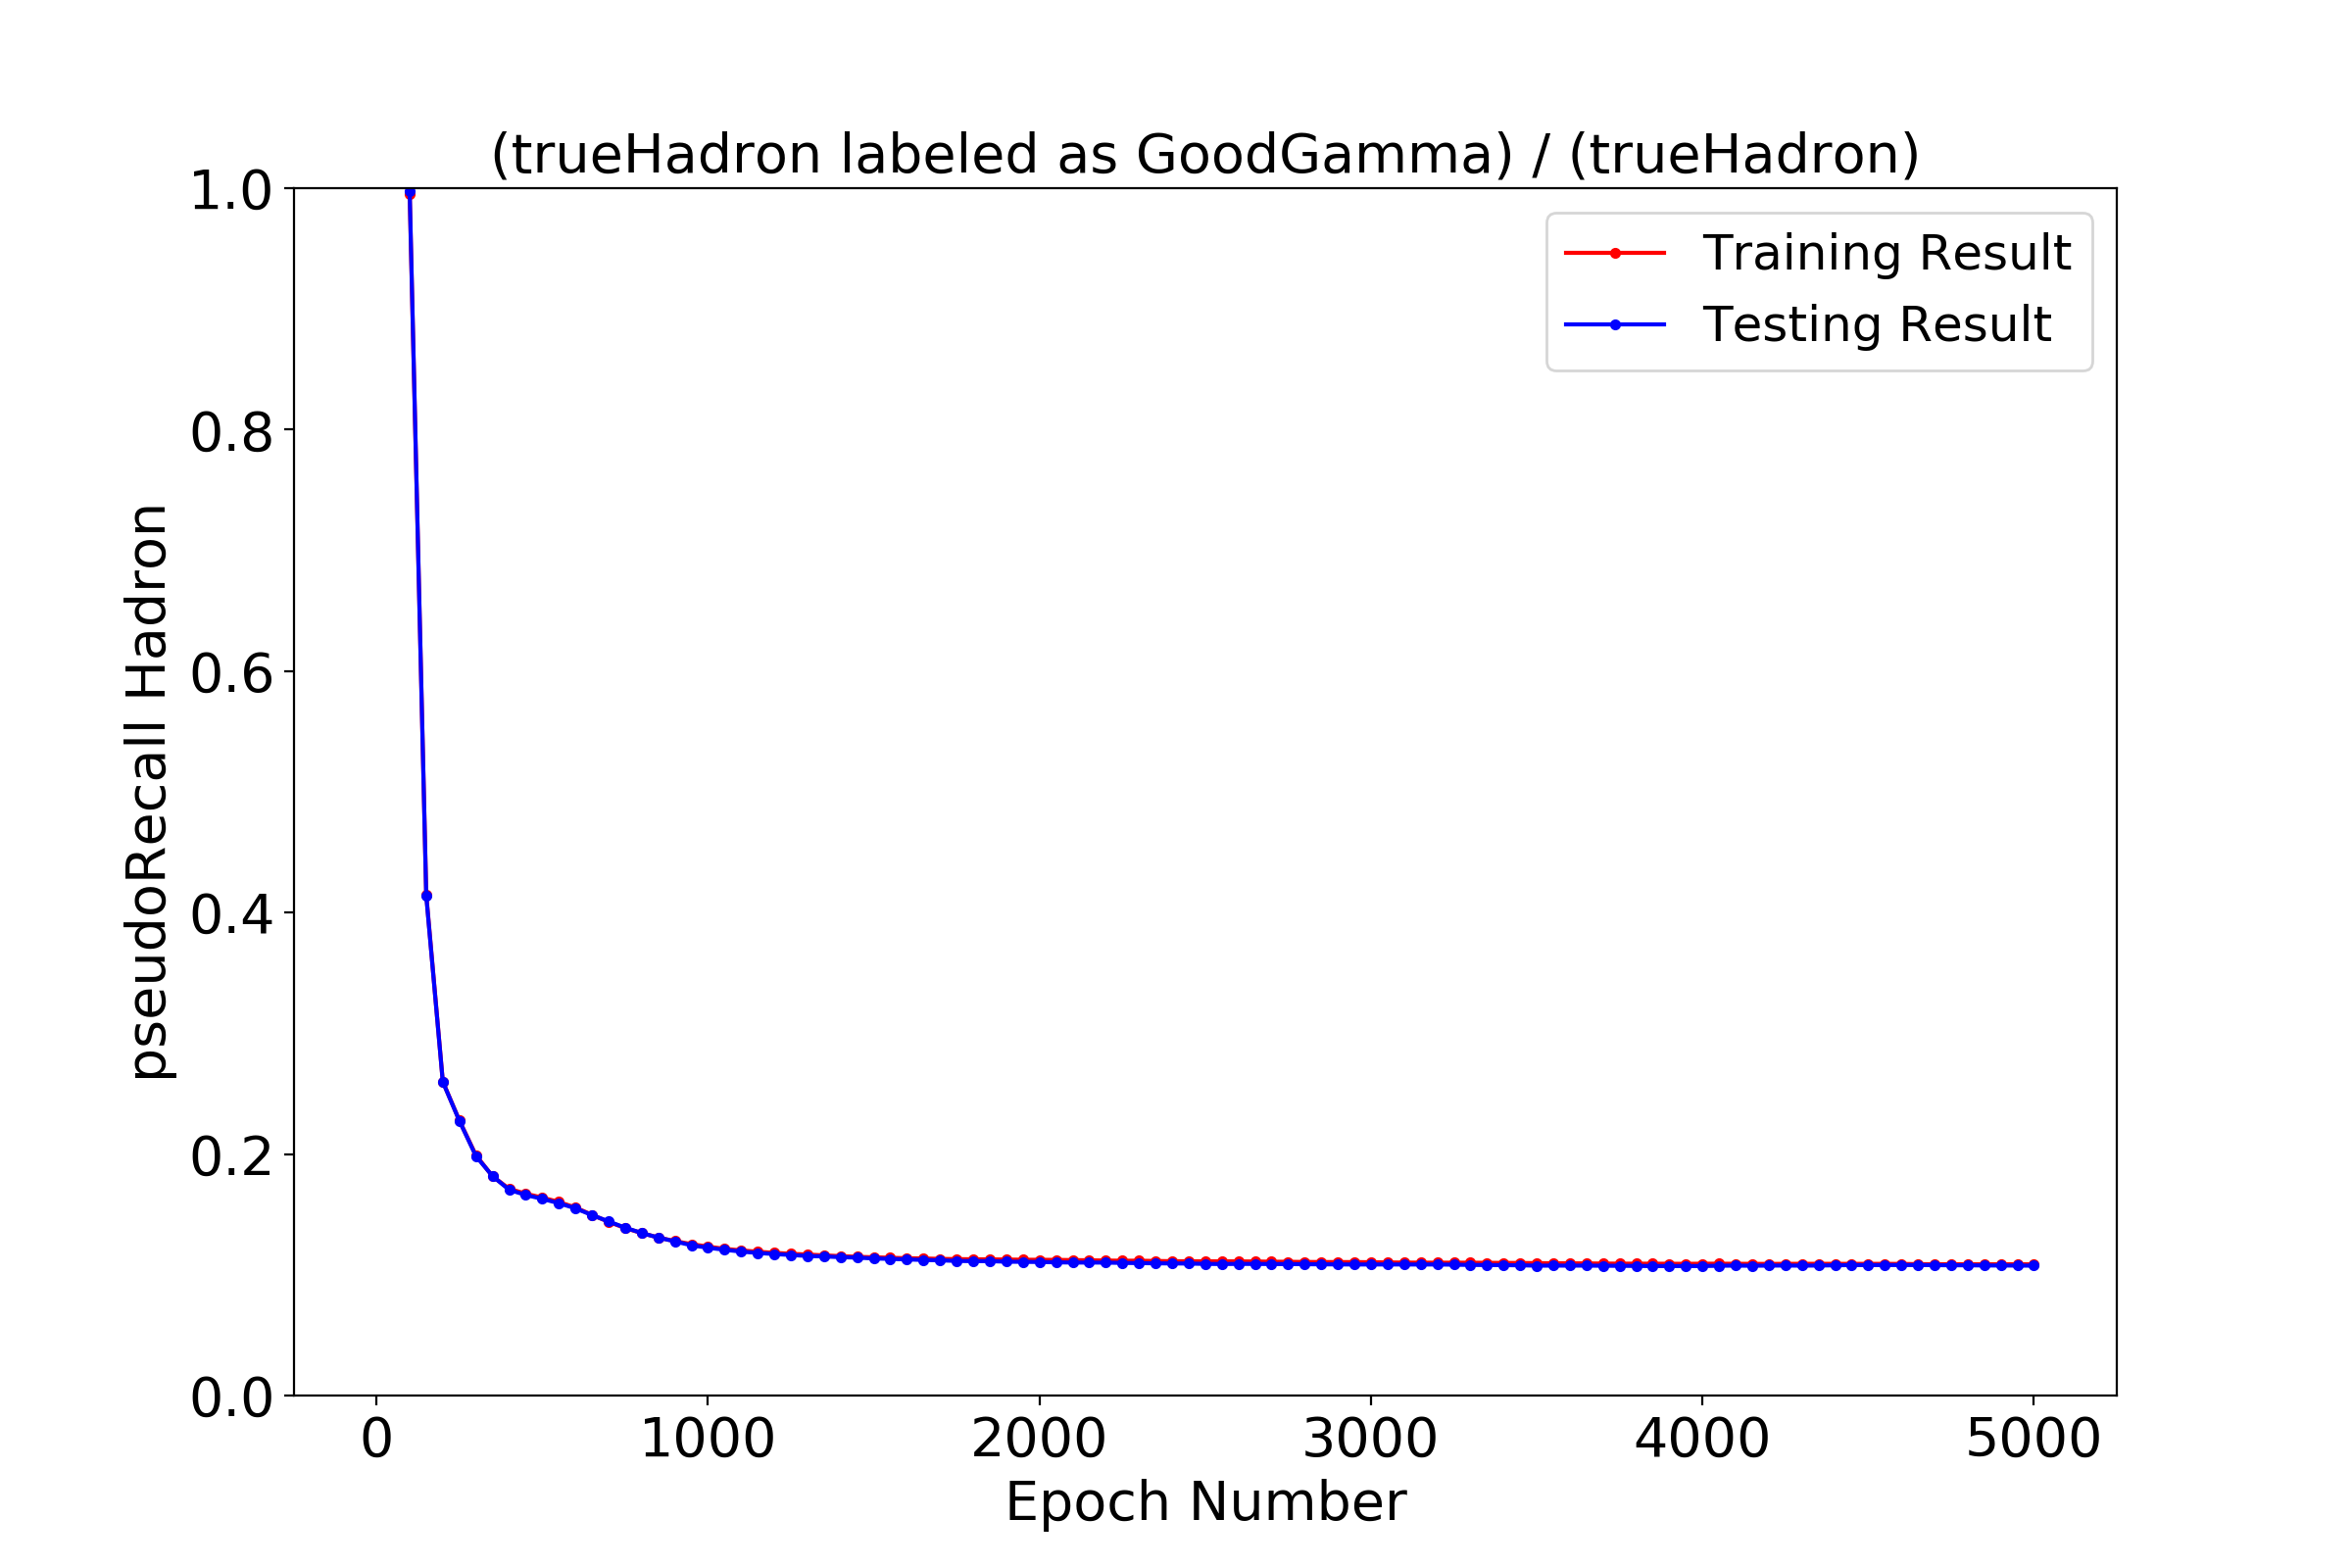 (trueHadron labeled as GoodGamma) / (trueHadron)
1.0
0.8
0.6
0.4
0.2
0.0
pseudoRecall Hadron
Training Result
Testing Result
0 1000 2000 3000 4000 5000
Epoch Number